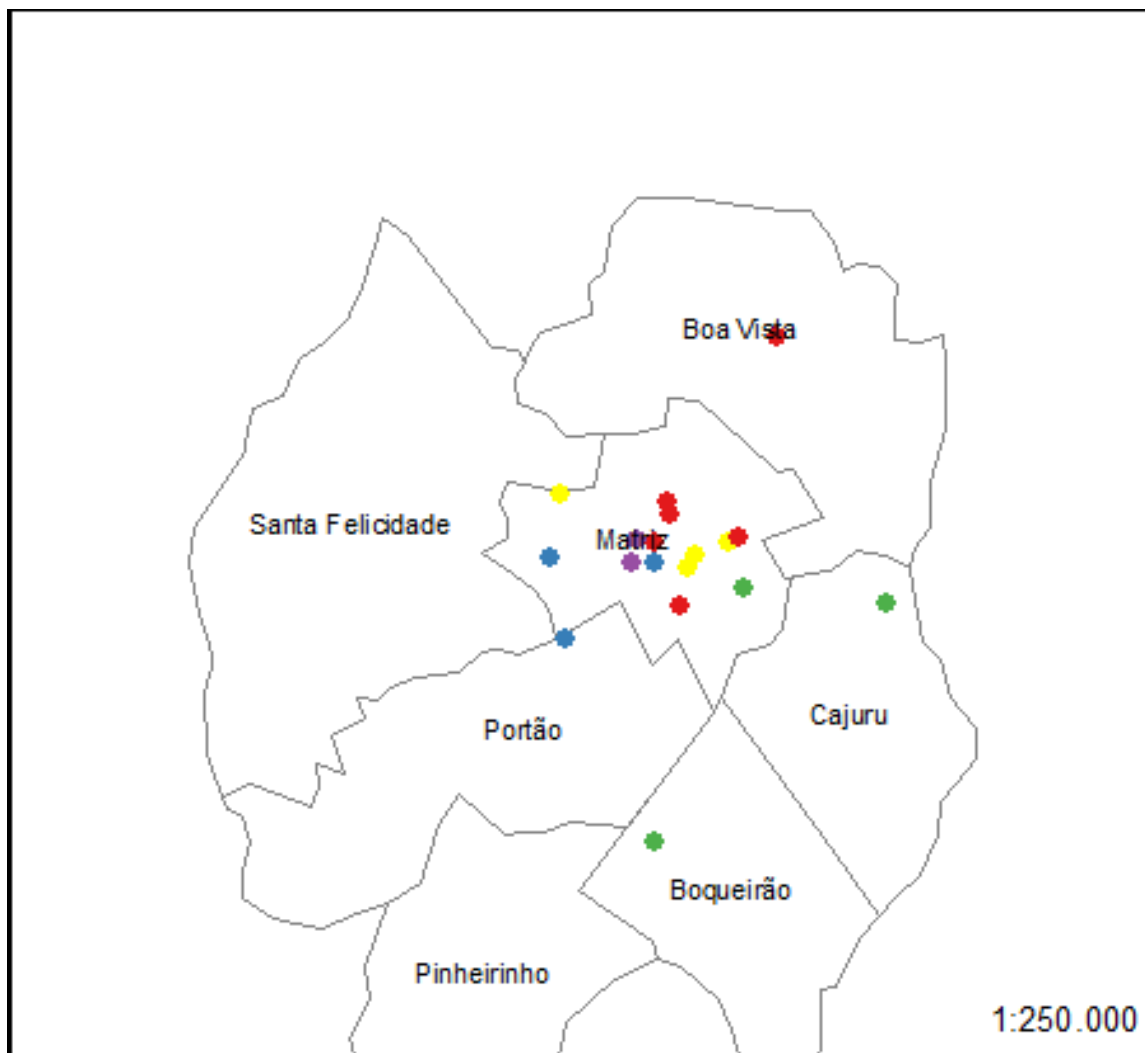 Boa Vista
Santa Felicidade
Matriz
Cajuru
Portão
Boqueirão
Pinheirinho
1:250.000